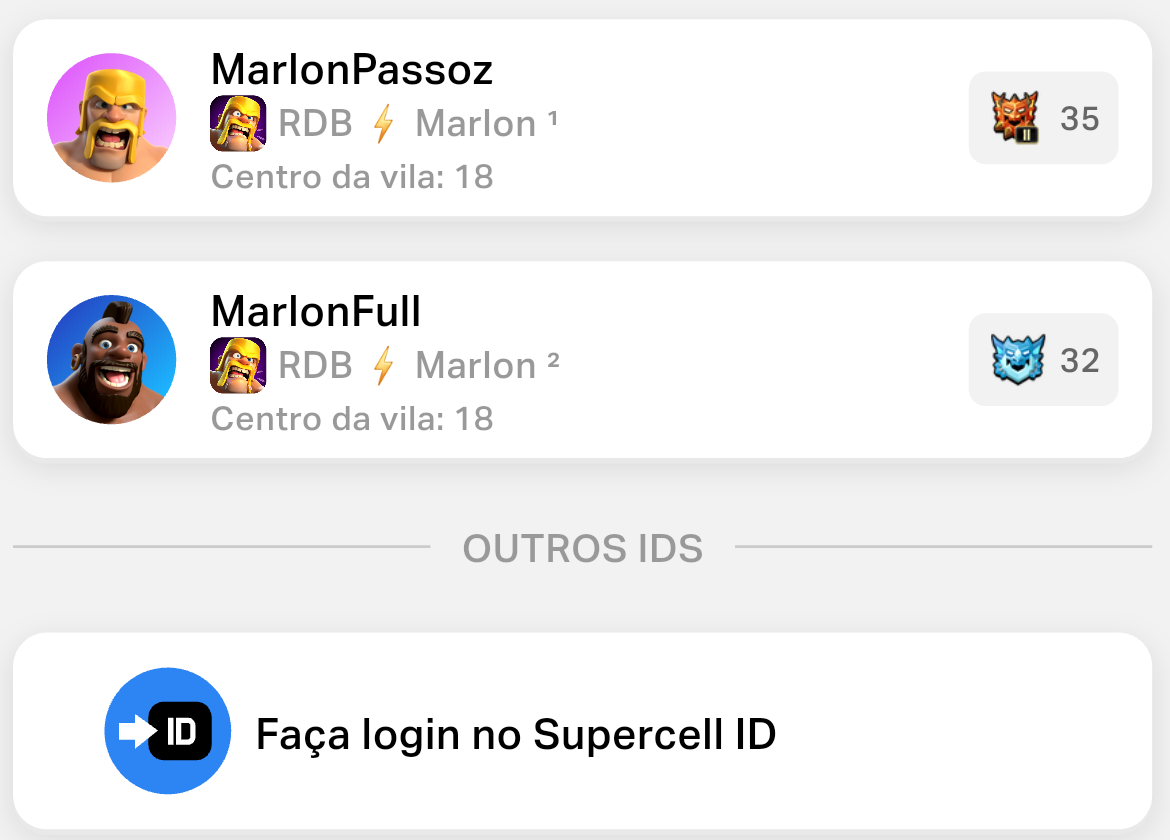 MarlonPassoz
RDB ⚡ Marlon ¹
Centro da vila: 18
35
MarlonFull
RDB ⚡ Marlon ²
Centro da vila: 18
32
OUTROS IDS
ID
Faça login no Supercell ID